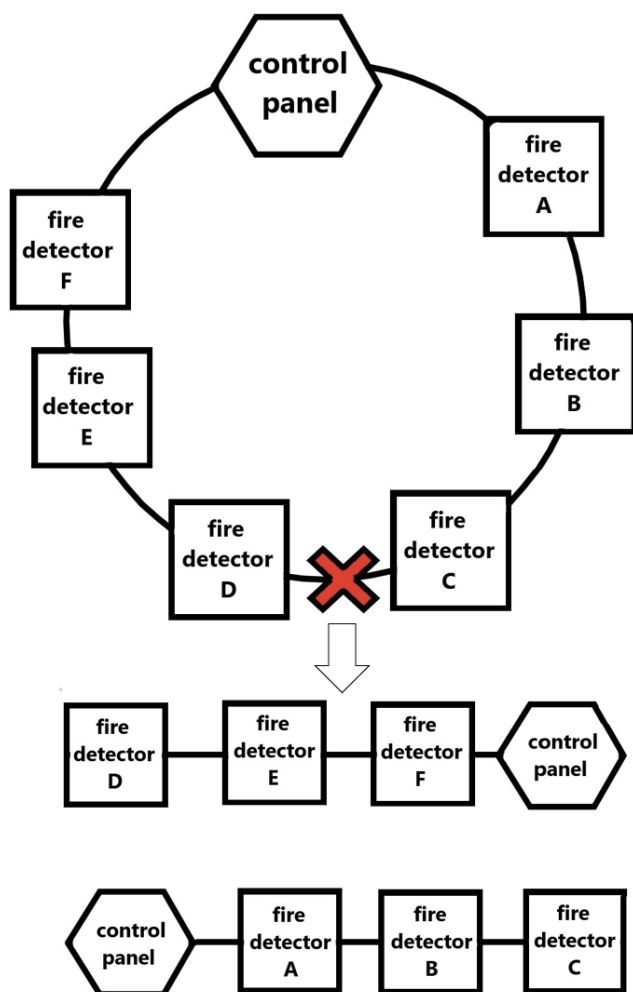 control
panel
fire
detector
A
fire
detector
F
fire
detector
B
fire
detector
E
fire
detector
C
fire
detector
D
fire
detector
D
fire
detector
E
fire
detector
F
control
panel
control
panel
fire
detector
A
fire
detector
B
fire
detector
C